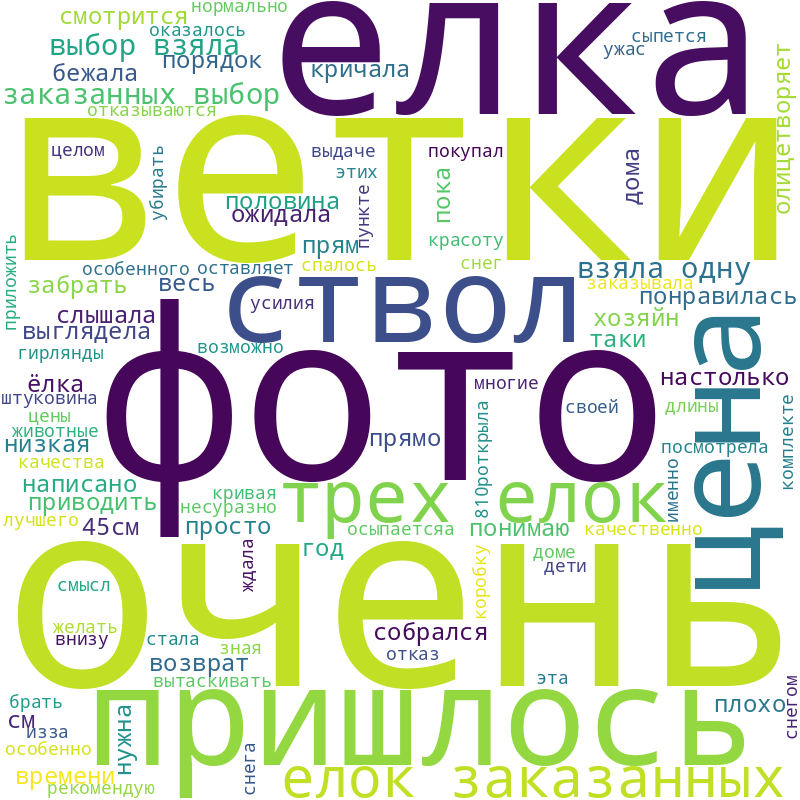 нормально
смотрится
оказалось
елка
сыпется
выбор взяла
ужас
бежала
порядок
кричала
заказанных выбор
отказываются
олицетворяет
ветки
целом
убирать
выдаче
покупал
этих
дома
половина
пока
ожидала
пункте
прям
красоту
приложить
особенного
оставляет
спалось
снег
взяла одну
забрать
весь
ствол
заказывала
понравилась
слышала
усилия
хозяйн
выглядела
гирлянды
возможно
таки
цена
фото
ёлка
многие
настолько
штуковина
своей
длины
комплекте
цены
животные
прямо
810роткрыла
низкая
посмотрела
качества
написано
трех елок
именно
приводить
кривая
несуразно
лучшего
45см
просто
осыпаетсяа
понимаю
качественно
год
очень
ждала
доме
дети
смысл
коробку
желать
внизу
стала
зная
собрался
отказ
возврат
вытаскивать
эта
снегом
пришлось
брать
см
нужна
плохо
изза
особенно
снега
времени
рекомендую
елок заказанных